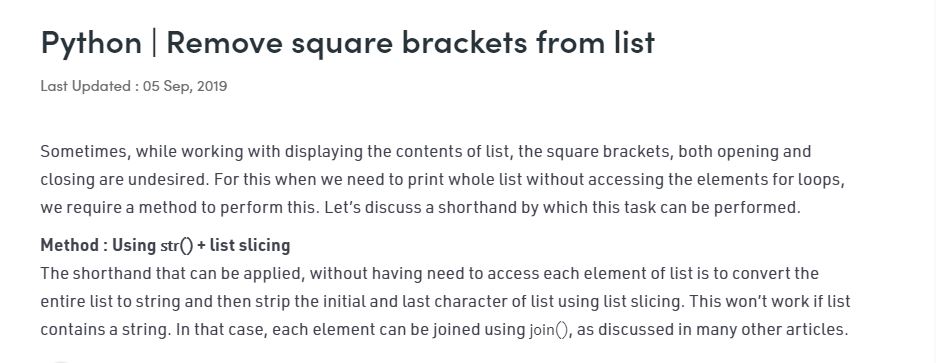 Python | Remove square brackets from list
Last Updated : 05 Sep, 2019
Sometimes, while working with displaying the contents of list, the square brackets, both opening and
closing are undesired. For this when we need to print whole list without accessing the elements for loops,
we require a method to perform this. Let’s discuss a shorthand by which this task can be performed.
Method : Using str() + list slicing
The shorthand that can be applied, without having need to access each element of list is to convert the
entire list to string and then strip the initial and last character of list using list slicing. This won’t work if list
contains a string. In that case, each element can be joined using join(), as discussed in many other articles.